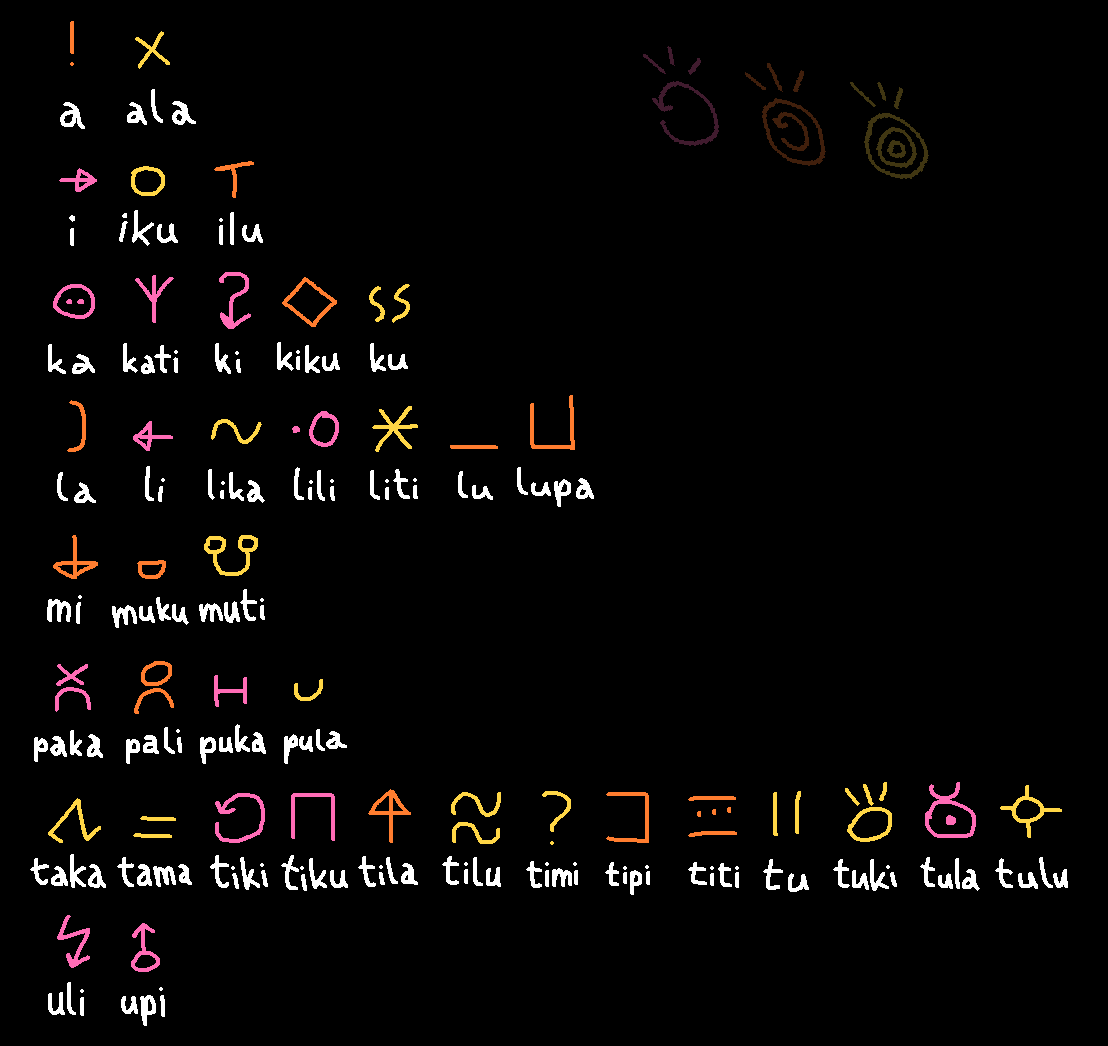 a ala
i iku ilu
ka kati ki kiku ku
la li lika lili liti lu lupa
mi muku muti
paka pali puka pula
taka tama tiki tiku tila tilu timi tipi titi tu tuki tula tulu
uli upi